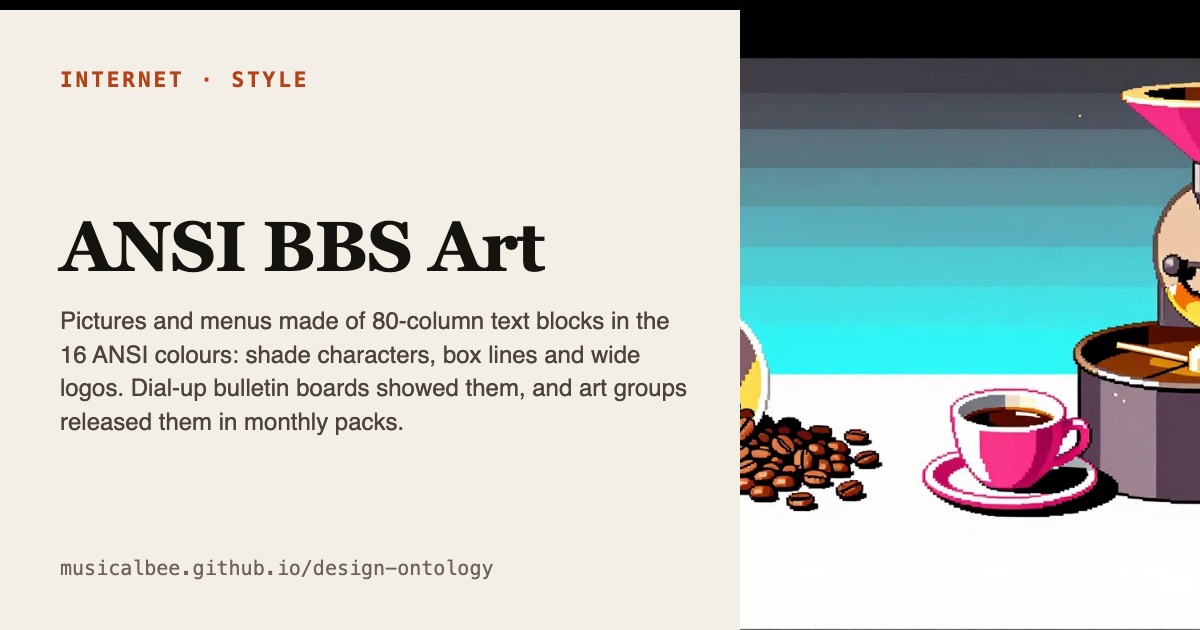 INTERNET · STYLE
ANSI BBS Art
Pictures and menus made of 80-column text blocks in the
16 ANSI colours: shade characters, box lines and wide
logos. Dial-up bulletin boards showed them, and art groups
released them in monthly packs.
musicalbee.github.io/design-ontology